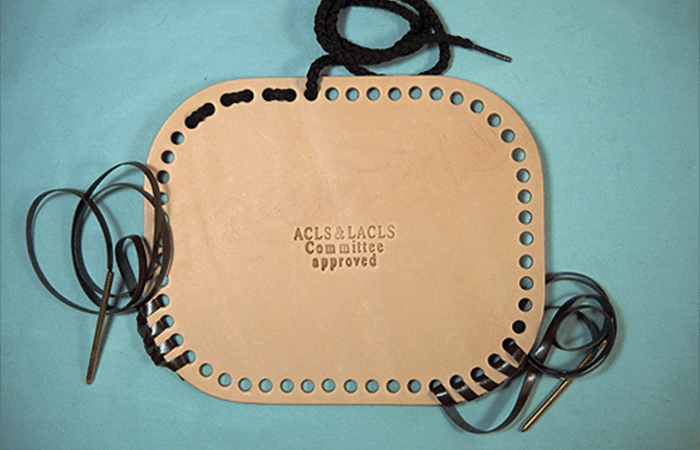 ACLS & LACLS
Committee
approved